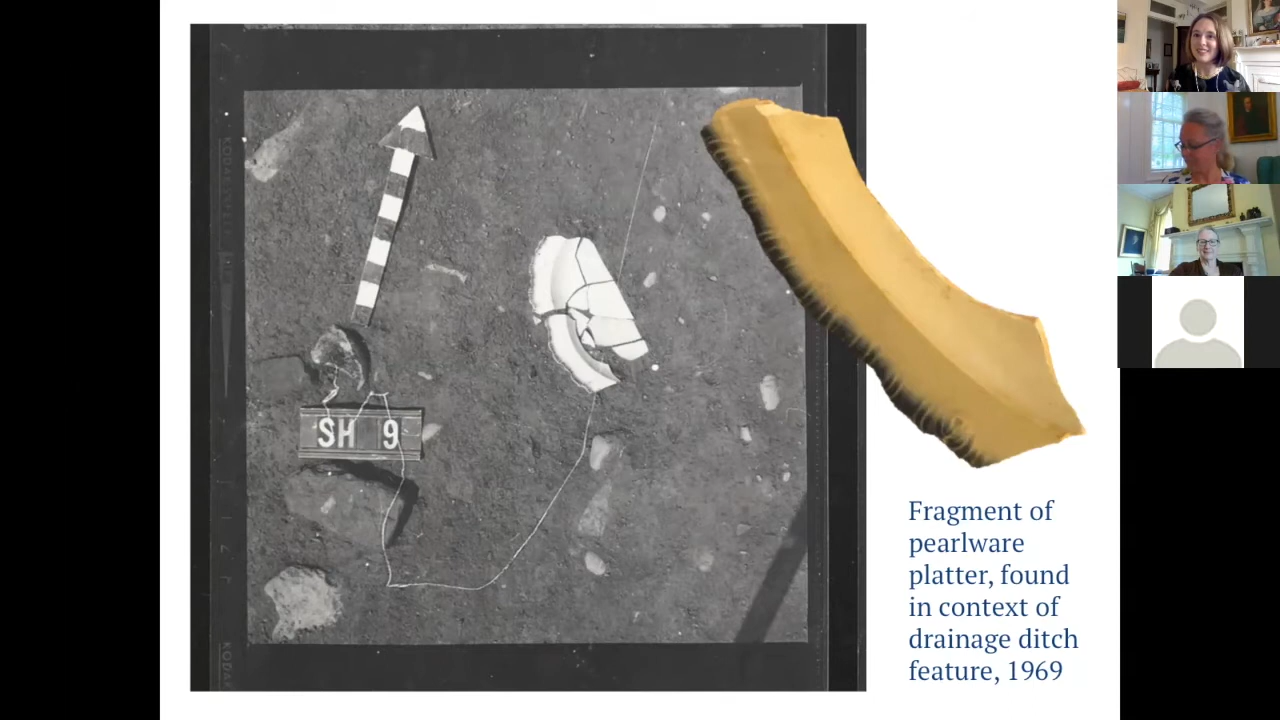 SH 9
Fragment of
pearlware
platter, found
in context of
drainage ditch
feature, 1969